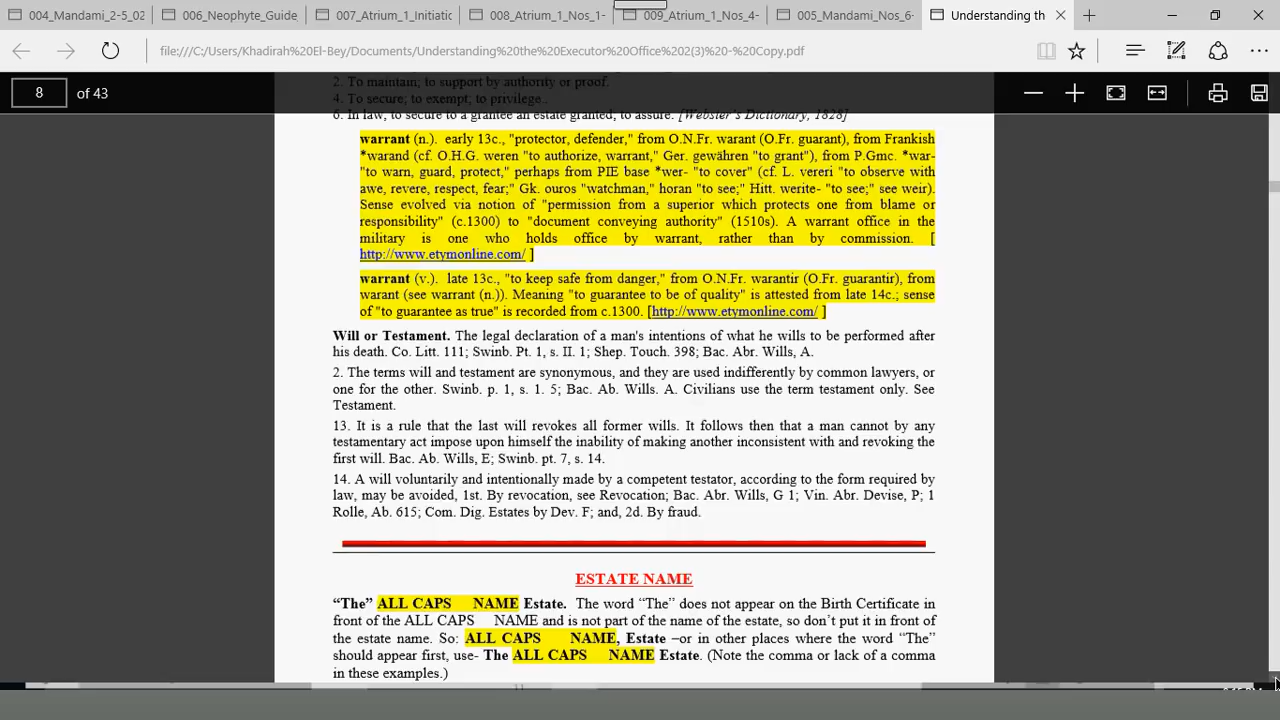 004_Mandami_2-5_02
006_Neophyte_Guide
007_Atrium_1_Initiatic
008_Atrium_1_Nos_1-
009_Atrium_1_Nos_4-
005_Mandami_Nos_6-
Understanding th
file:///C:/Users/Khadirah%20El-Bey/Documents/Understanding%20the%20Executor%20Office%202(3)%20-%20Copy.pdf
8 of 43
2. To maintain; to support by authority or proof.
4. To secure; to exempt; to privilege..
6. In law, to secure to a grantee an estate granted; to assure. [Webster's Dictionary, 1828]
warrant (n.). early 13c., "protector, defender," from O.N.Fr. warant (O.Fr. guarant), from Frankish
*warand (cf. O.H.G. weren "to authorize, warrant," Ger. gewähren "to grant"), from P.Gmc. *war-
"to warn, guard, protect," perhaps from PIE base *wer- "to cover" (cf. L. vereri "to observe with
awe, revere, respect, fear;" Gk. ouros "watchman," horan "to see;" Hitt. werite- "to see;" see weir).
Sense evolved via notion of "permission from a superior which protects one from blame or
responsibility" (c.1300) to "document conveying authority" (1510s). A warrant office in the
military is one who holds office by warrant, rather than by commission. [
http://www.etymonline.com/ ]
warrant (v.). late 13c., "to keep safe from danger," from O.N.Fr. warantir (O.Fr. guarantir), from
warant (see warrant (n.)). Meaning "to guarantee to be of quality" is attested from late 14c.; sense
of "to guarantee as true" is recorded from c.1300. [http://www.etymonline.com/ ]
Will or Testament. The legal declaration of a man's intentions of what he wills to be performed after
his death. Co. Litt. 111; Swinb. Pt. 1, s. II. 1; Shep. Touch. 398; Bac. Abr. Wills, A.
2. The terms will and testament are synonymous, and they are used indifferently by common lawyers, or
one for the other. Swinb. p. 1, s. 1. 5; Bac. Ab. Wills. A. Civilians use the term testament only. See
Testament.
13. It is a rule that the last will revokes all former wills. It follows then that a man cannot by any
testamentary act impose upon himself the inability of making another inconsistent with and revoking the
first will. Bac. Ab. Wills, E; Swinb. pt. 7, s. 14.
14. A will voluntarily and intentionally made by a competent testator, according to the form required by
law, may be avoided, 1st. By revocation, see Revocation; Bac. Abr. Wills, G 1; Vin. Abr. Devise, P; 1
Rolle, Ab. 615; Com. Dig. Estates by Dev. F; and, 2d. By fraud.
ESTATE NAME
“The” ALL CAPS NAME Estate. The word “The” does not appear on the Birth Certificate in
front of the ALL CAPS NAME and is not part of the name of the estate, so don’t put it in front of
the estate name. So: ALL CAPS NAME, Estate –or in other places where the word “The”
should appear first, use- The ALL CAPS NAME Estate. (Note the comma or lack of a comma
in these examples.)